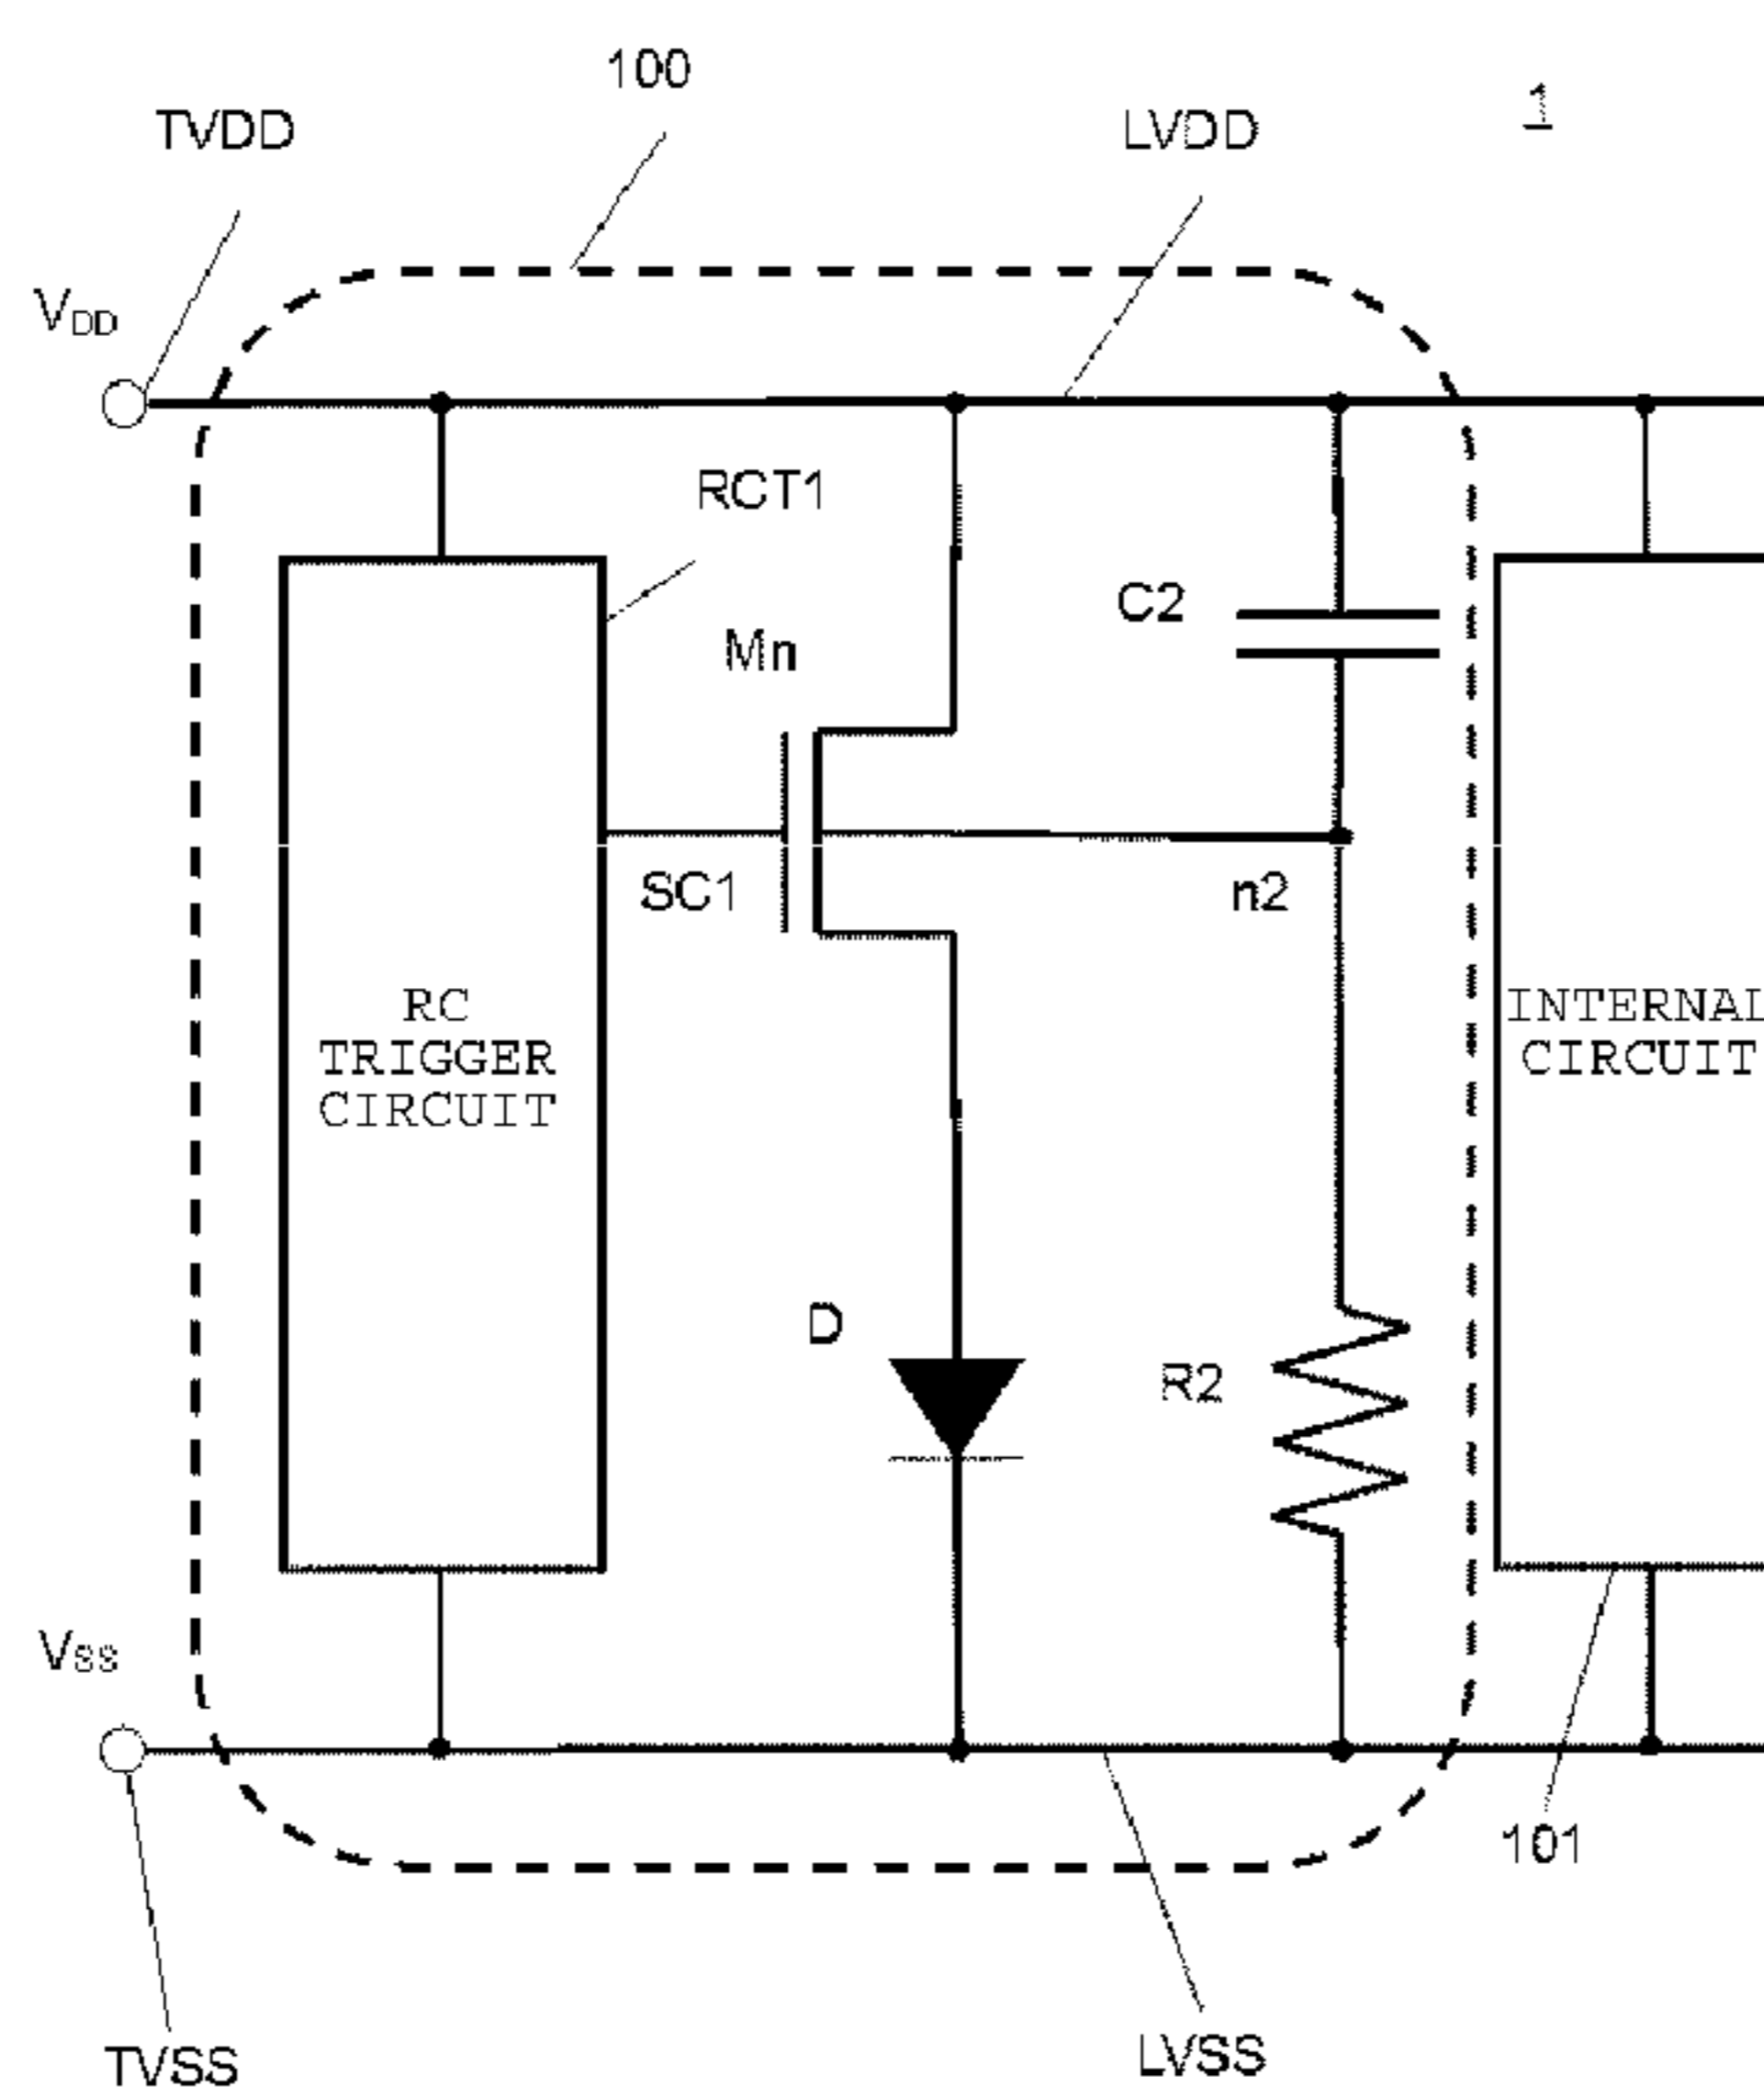 100
1
TVDD
LVDD
VDD
RCT1
C2
Mn
SC1
n2
RC
TRIGGER
CIRCUIT
INTERNAL
CIRCUIT
D
R2
VSS
101
LVSS
TVSS